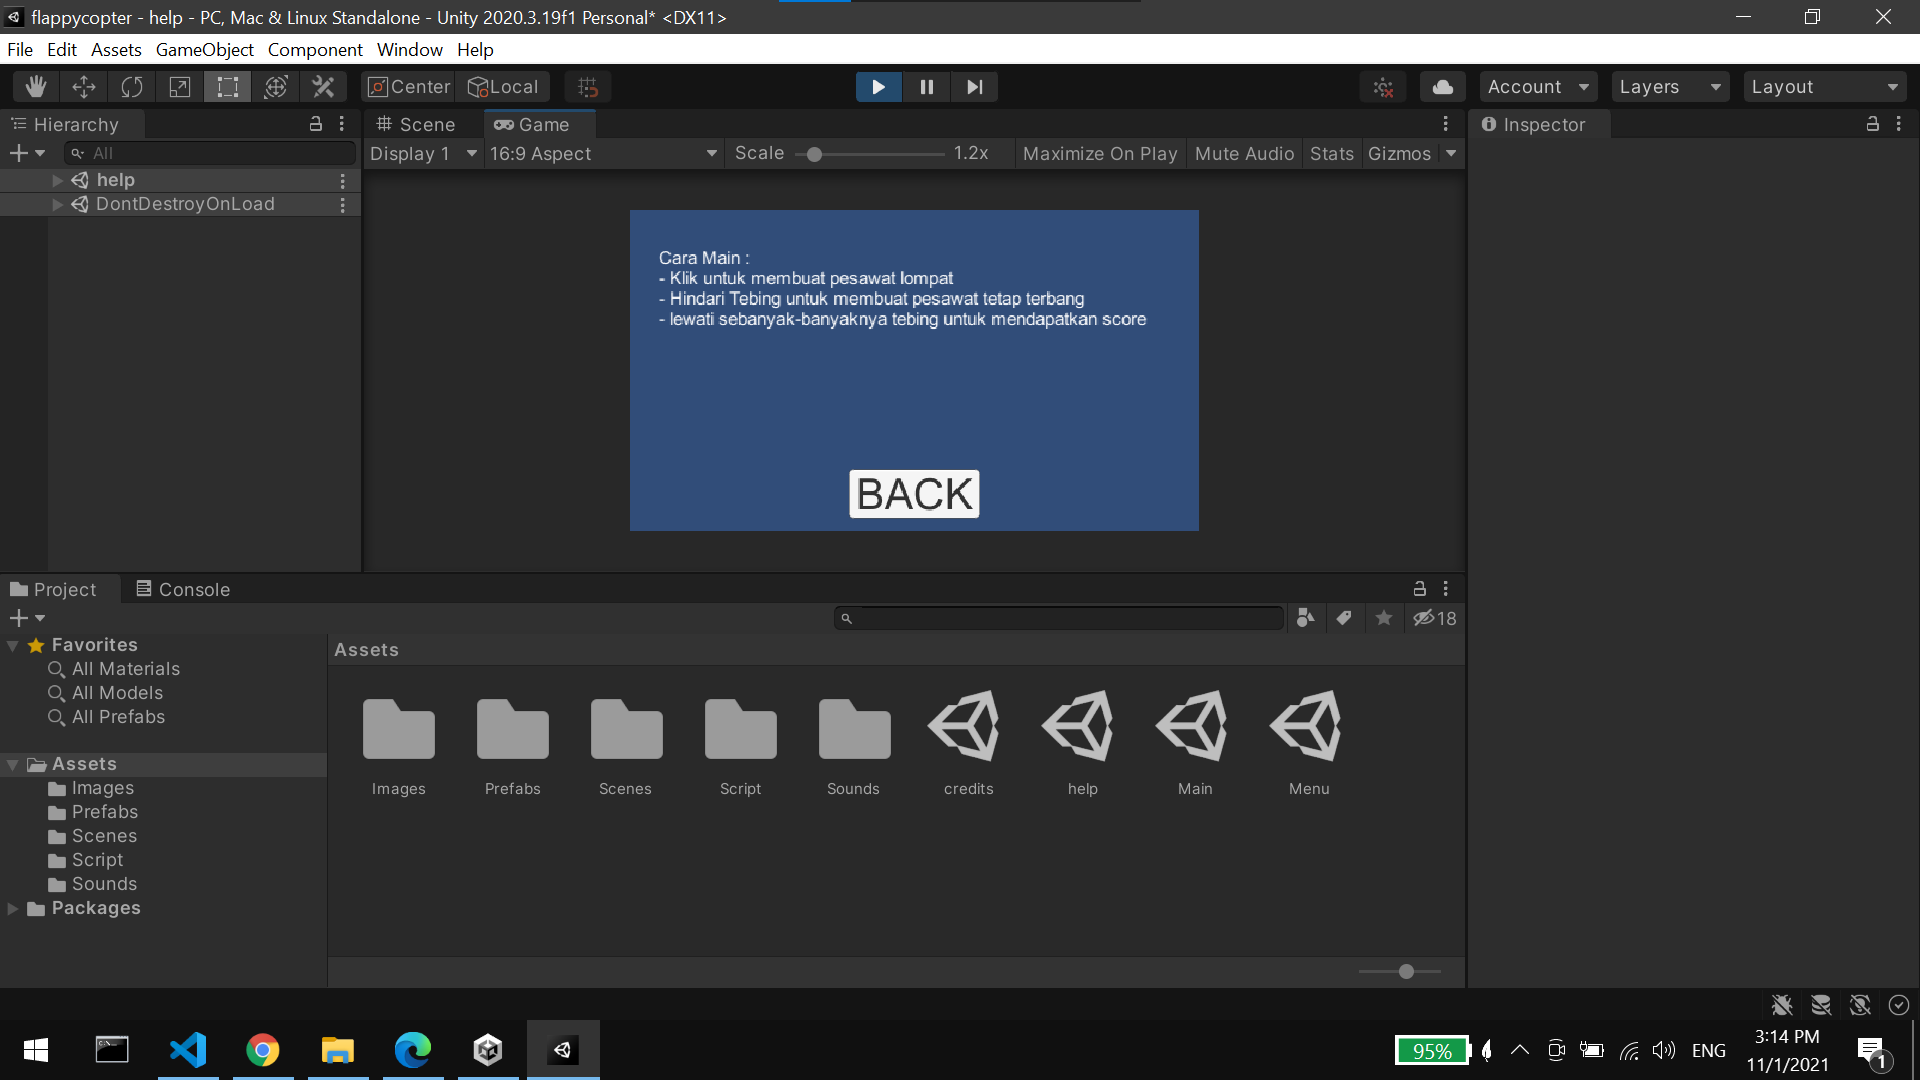 flappycopter - help - PC, Mac & Linux Standalone - Unity 2020.3.19f1 Personal* <DX11>
File Edit Assets GameObject Component Window Help
Center Local Account Layers Layout
Hierarchy
All
help
DontDestroyOnLoad
Scene Game
Display 1 16:9 Aspect Scale 1.2x Maximize On Play Mute Audio Stats Gizmos
Cara Main :
- Klik untuk membuat pesawat lompat
- Hindari Tebing untuk membuat pesawat tetap terbang
- lewati sebanyak-banyaknya tebing untuk mendapatkan score
BACK
Inspector
Project Console
18
Favorites
All Materials
All Models
All Prefabs
Assets
Images
Prefabs
Scenes
Script
Sounds
Packages
Assets
Images Prefabs Scenes Script Sounds credits help Main Menu
95% ENG
3:14 PM
11/1/2021
1